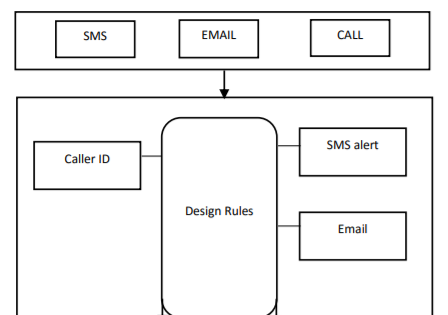 SMS
EMAIL
CALL
Caller ID
SMS alert
Design Rules
Email